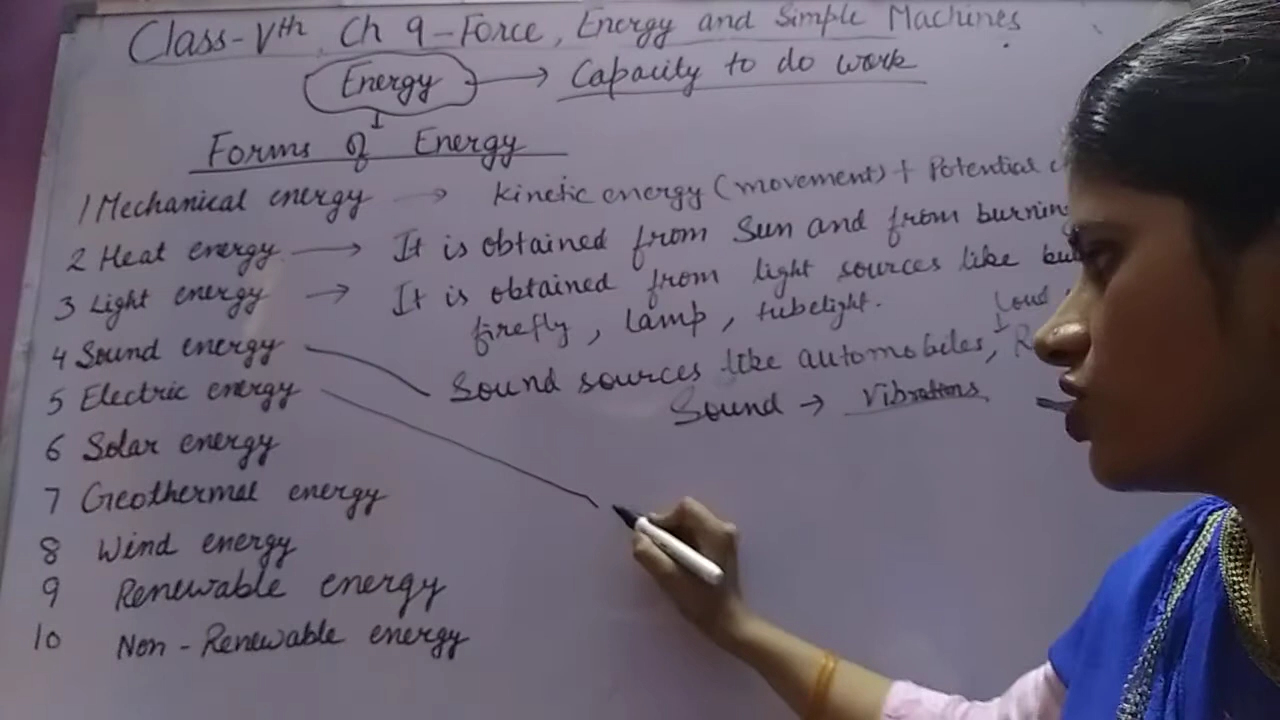 Class-Vth Ch 9-Force, Energy and Simple Machines
Energy → Capacity to do work
Forms of Energy
1 Mechanical energy → Kinetic energy (movement) + Potential
2 Heat energy → It is obtained from Sun and from burning
3 Light energy → It is obtained from light sources like
firefly, lamp, tubelight.
Loud
4 Sound energy Sound sources like automobiles,
Sound → Vibrations
5 Electric energy
6 Solar energy
7 Geothermal energy
8 Wind energy
9 Renewable energy
10 Non-Renewable energy